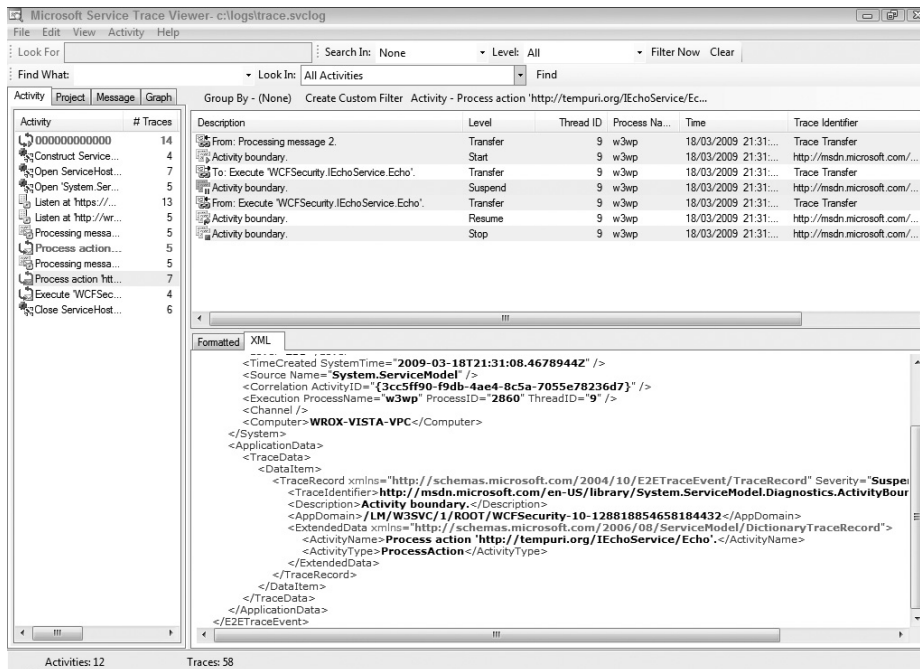 Microsoft Service Trace Viewer- c:\logs\trace.svclog
File Edit View Activity Help
Look For Search In: None Level: All Filter Now Clear
Find What: Look In: All Activities Find
Activity Project Message Graph Group By - (None) Create Custom Filter Activity - Process action 'http://tempuri.org/IEchoService/Ec...
Activity # Traces
000000000000 14
Construct Service... 4
Open ServiceHost... 7
Open 'System.Ser... 5
Listen at 'https://... 13
Listen at 'http://wr... 5
Processing messa... 5
Process action... 5
Processing messa... 5
Process action 'htt... 7
Execute 'WCFSec... 4
Close ServiceHost... 6
Description Level Thread ID Process Na... Time Trace Identifier
From: Processing message 2. Transfer 9 w3wp 18/03/2009 21:31:... Trace Transfer
Activity boundary. Start 9 w3wp 18/03/2009 21:31:... http://msdn.microsoft.com/...
To: Execute 'WCFSecurity.IEchoService.Echo'. Transfer 9 w3wp 18/03/2009 21:31:... Trace Transfer
Activity boundary. Suspend 9 w3wp 18/03/2009 21:31:... http://msdn.microsoft.com/...
From: Execute 'WCFSecurity.IEchoService.Echo'. Transfer 9 w3wp 18/03/2009 21:31:... Trace Transfer
Activity boundary. Resume 9 w3wp 18/03/2009 21:31:... http://msdn.microsoft.com/...
Activity boundary. Stop 9 w3wp 18/03/2009 21:31:... http://msdn.microsoft.com/...
Formatted XML
<TimeCreated SystemTime="2009-03-18T21:31:08.4678944Z" />
<Source Name="System.ServiceModel" />
<Correlation ActivityID="{3cc5ff90-f9db-4ae4-8c5a-7055e78236d7}" />
<Execution ProcessName="w3wp" ProcessID="2860" ThreadID="9" />
<Channel />
<Computer>WROX-VISTA-VPC</Computer>
</System>
<ApplicationData>
<TraceData>
<DataItem>
<TraceRecord xmlns="http://schemas.microsoft.com/2004/10/E2ETraceEvent/TraceRecord" Severity="Suspe
<TraceIdentifier>http://msdn.microsoft.com/en-US/library/System.ServiceModel.Diagnostics.ActivityBour
<Description>Activity boundary.</Description>
<AppDomain>/LM/W3SVC/1/ROOT/WCFSecurity-10-128818854658184432</AppDomain>
<ExtendedData xmlns="http://schemas.microsoft.com/2006/08/ServiceModel/DictionaryTraceRecord">
<ActivityName>Process action 'http://tempuri.org/IEchoService/Echo'.</ActivityName>
<ActivityType>ProcessAction</ActivityType>
</ExtendedData>
</TraceRecord>
</DataItem>
</TraceData>
</ApplicationData>
</E2ETraceEvent>
Activities: 12 Traces: 58